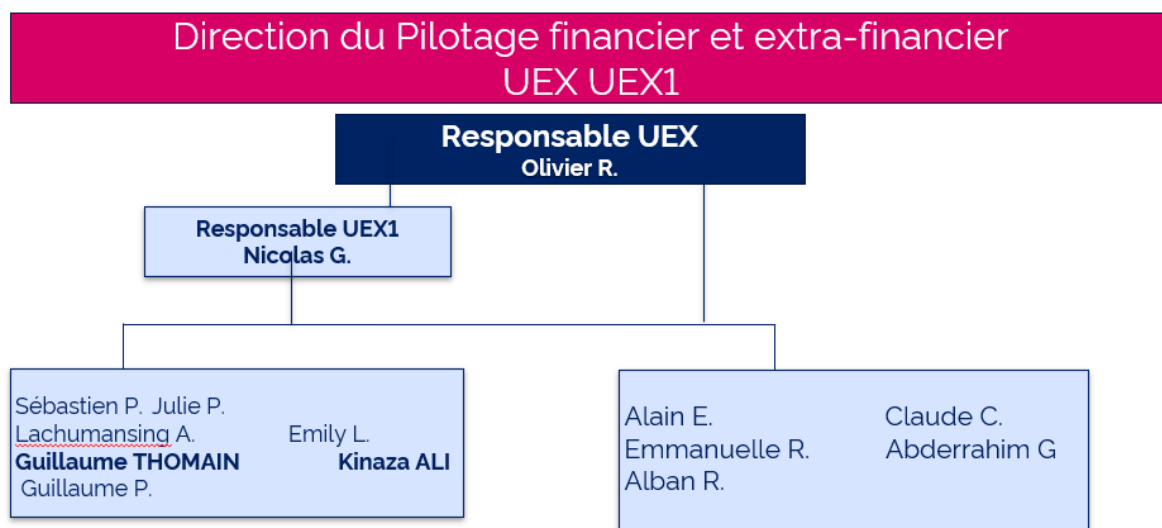 Direction du Pilotage financier et extra-financier
UEX UEX1
Responsable UEX
Olivier R.
Responsable UEX1
Nicolas G.
Sébastien P. Julie P.
Lachumansing A. Emily L.
Guillaume THOMAIN Kinaza ALI
Guillaume P.
Alain E. Claude C.
Emmanuelle R. Abderrahim G
Alban R.